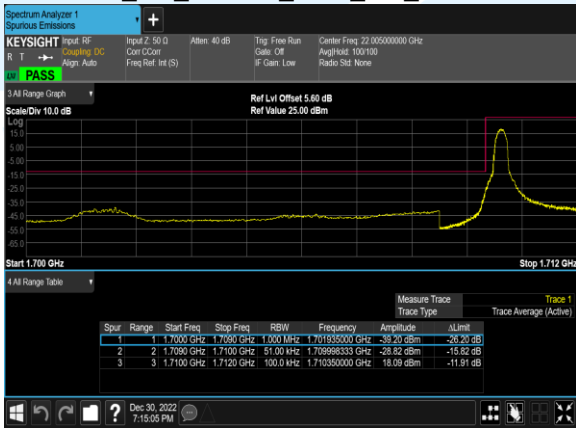 Spectrum Analyzer 1
Spurious Emissions
+
KEYSIGHT Input: RF Input Z: 50 Ω Atten: 40 dB Trig: Free Run Center Freq: 22.005000000 GHz
Coupling: DC Corr CCorr Gate: Off Avg|Hold: 100/100
R T Align: Auto Freq Ref: Int (S) IF Gain: Low Radio Std: None
PASS
3 All Range Graph
Ref Lvl Offset 5.60 dB
Scale/Div 10.0 dB Ref Value 25.00 dBm
Log
15.0
5.00
-5.00
-15.0
-25.0
-35.0
-45.0
-55.0
-65.0
Start 1.700 GHz Stop 1.712 GHz
4 All Range Table
Measure Trace Trace 1
Trace Type Trace Average (Active)
Spur Range Start Freq Stop Freq RBW Frequency Amplitude ΔLimit
1 1 1.7000 GHz 1.7090 GHz 1.000 MHz 1.701935000 GHz -39.20 dBm -26.20 dB
2 2 1.7090 GHz 1.7100 GHz 51.00 kHz 1.709998333 GHz -28.82 dBm -15.82 dB
3 3 1.7100 GHz 1.7120 GHz 100.0 kHz 1.710350000 GHz 18.09 dBm -11.91 dB
? Dec 30, 2022
7:15:05 PM